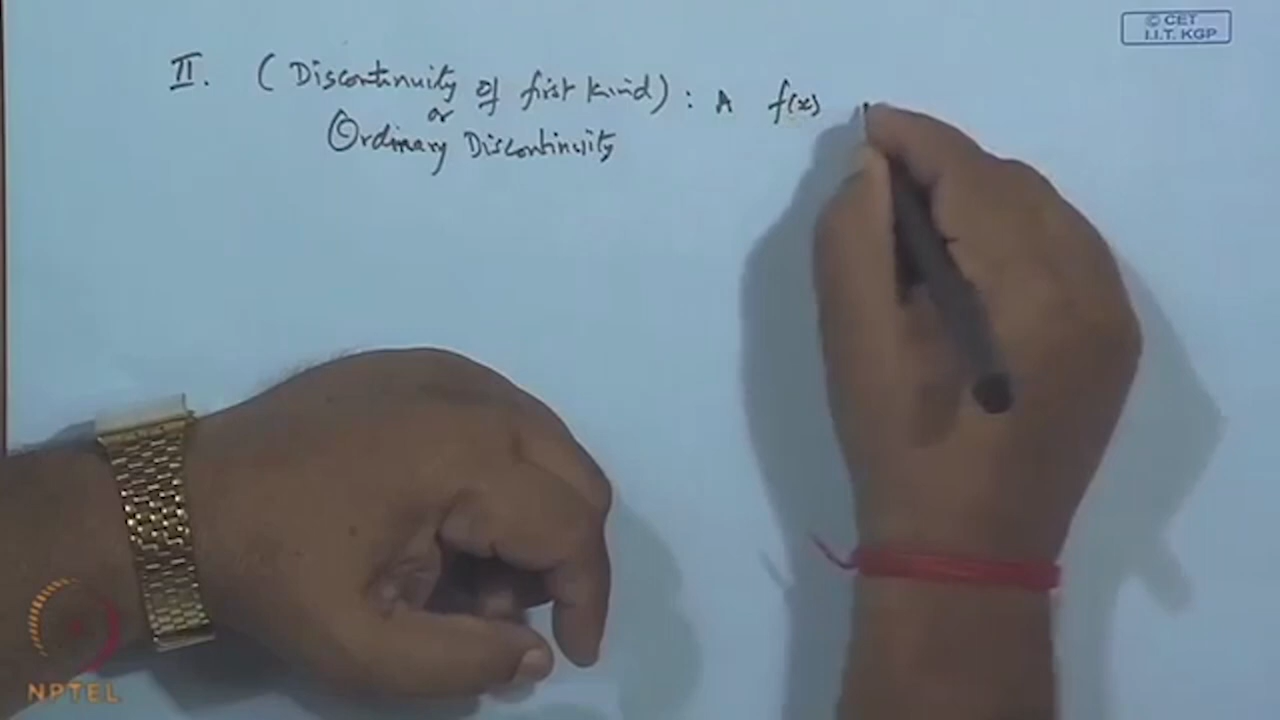 © CET
I.I.T. KGP
II. (Discontinuity of first kind) : A f(x)
or
Ordinary Discontinuity
NPTEL